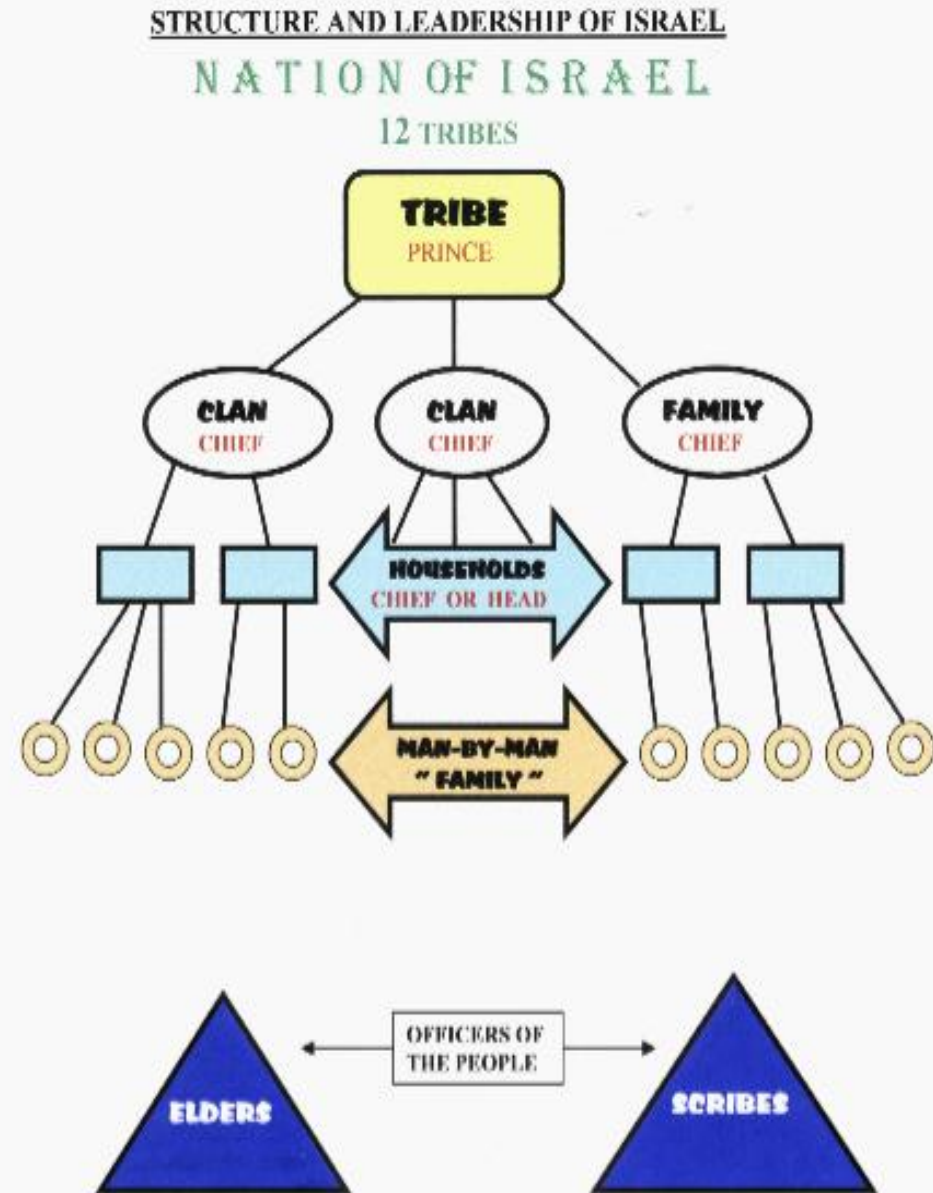 STRUCTURE AND LEADERSHIP OF ISRAEL
NATION OF ISRAEL
12 TRIBES
TRIBE
PRINCE
CLAN
CHIEF
CLAN
CHIEF
FAMILY
CHIEF
HOUSEHOLDS
CHIEF OR HEAD
MAN-BY-MAN
" FAMILY "
OFFICERS OF
THE PEOPLE
ELDERS
SCRIBES